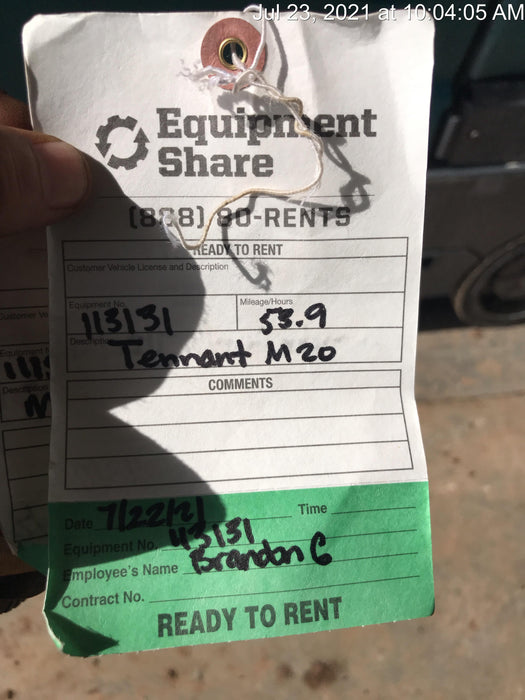 Jul 23, 2021 at 10:04:05 AM
Equipment
Share
(888) 80-RENTS
READY TO RENT
Customer Vehicle License and Description
Equipment No. Mileage/Hours
113131 53.9
Description
Tennant M20
COMMENTS
Date 7/22/21 Time
Equipment No. 113131
Employee's Name Brandon G
Contract No.
READY TO RENT